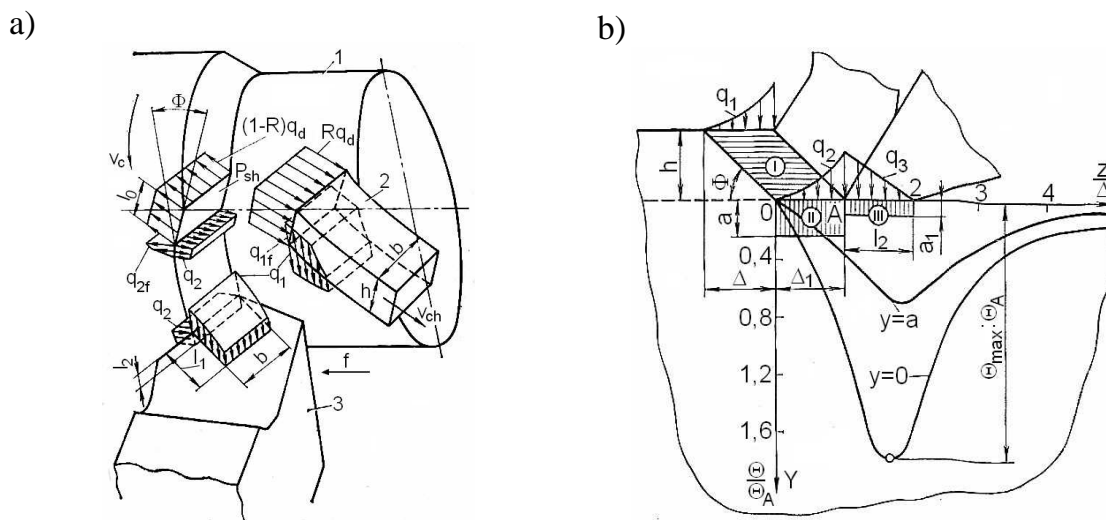 a)
1
Φ
(1-R)q_d
Rq_d
v_c
P_sh
2
l_0
q_1f
q_2f
q_2
q_1
b
h
v_ch
q_2
l_1
b
l_2
f
3
b)
q_1
h
I
q_2
q_3
Φ
2
3
4
z/Δ
0
A
a
II
III
l_2
a_1
0,4
Δ
Δ_1
0,8
y=a
Θ_max·Θ_A
1,2
y=0
1,6
Θ/Θ_A
Y